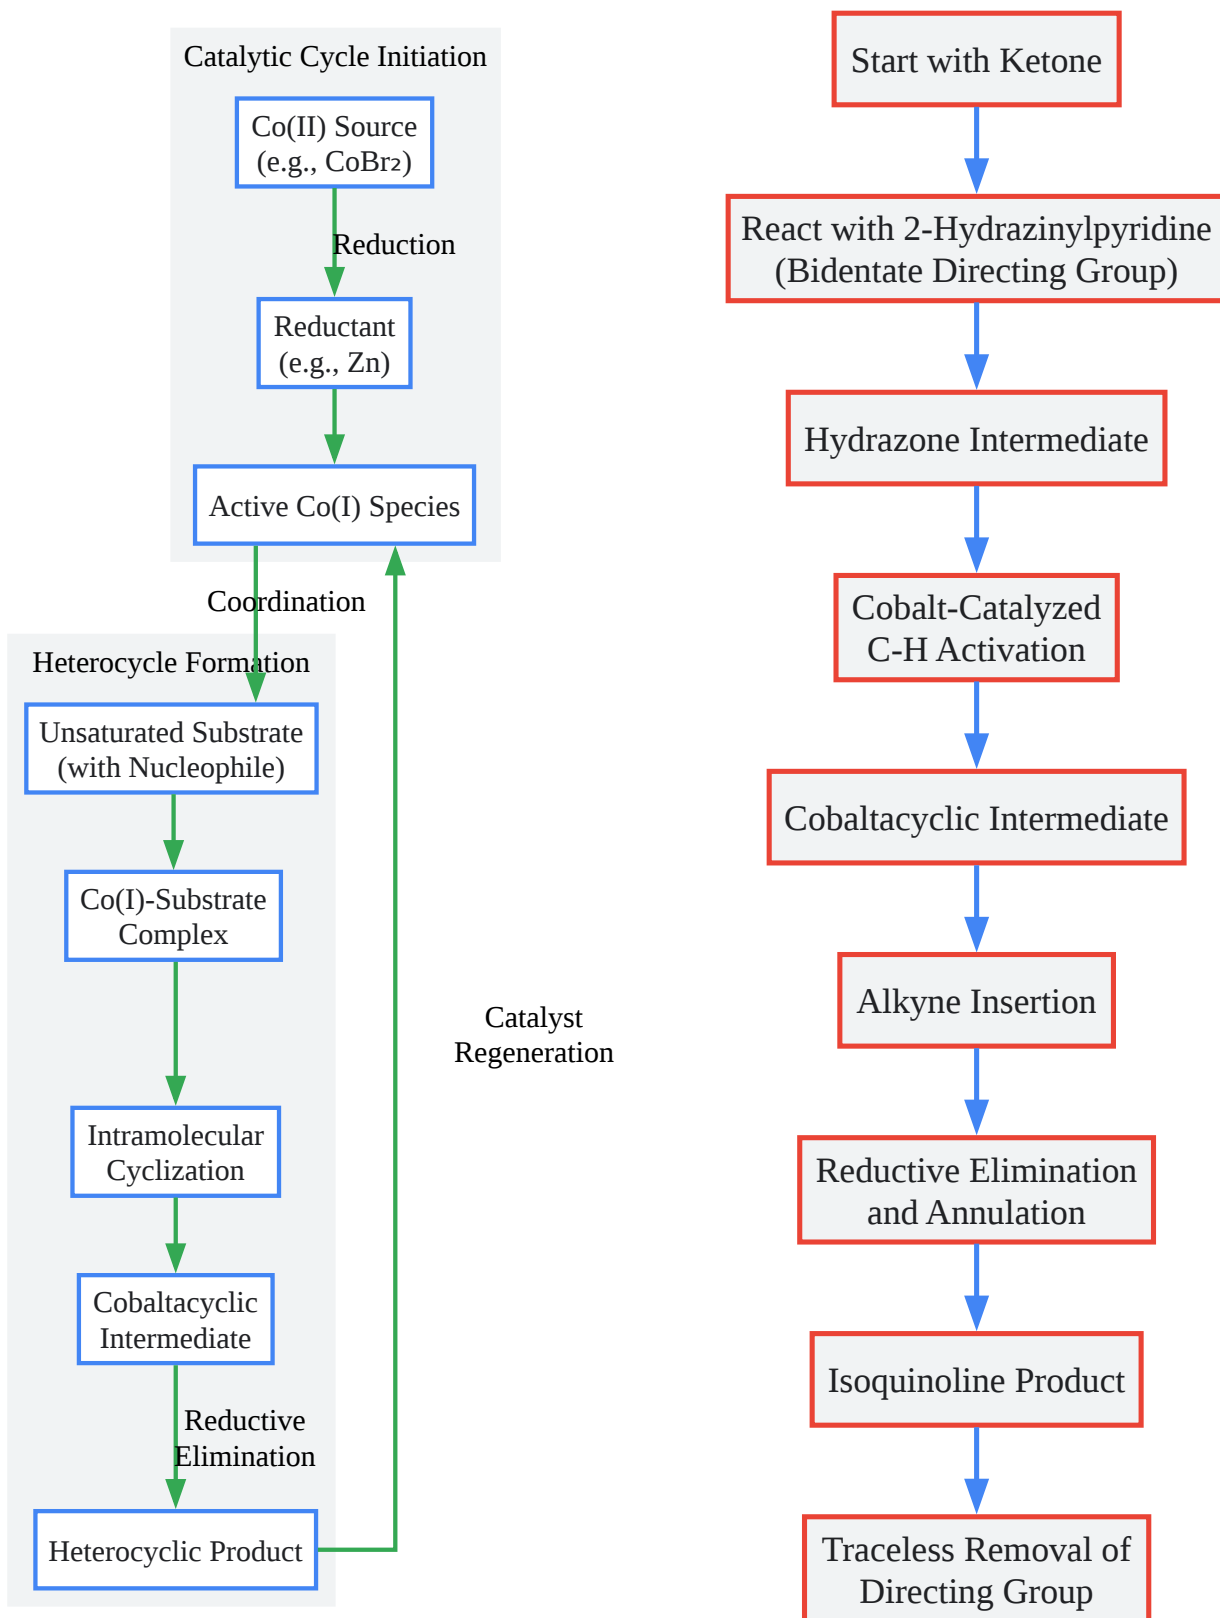 Catalytic Cycle Initiation
Co(II) Source
(e.g., CoBr₂)
Reduction
Reductant
(e.g., Zn)
Active Co(I) Species
Coordination
Heterocycle Formation
Unsaturated Substrate
(with Nucleophile)
Co(I)-Substrate
Complex
Intramolecular
Cyclization
Cobaltacyclic
Intermediate
Reductive
Elimination
Heterocyclic Product
Catalyst
Regeneration
Start with Ketone
React with 2-Hydrazinylpyridine
(Bidentate Directing Group)
Hydrazone Intermediate
Cobalt-Catalyzed
C-H Activation
Cobaltacyclic Intermediate
Alkyne Insertion
Reductive Elimination
and Annulation
Isoquinoline Product
Traceless Removal of
Directing Group